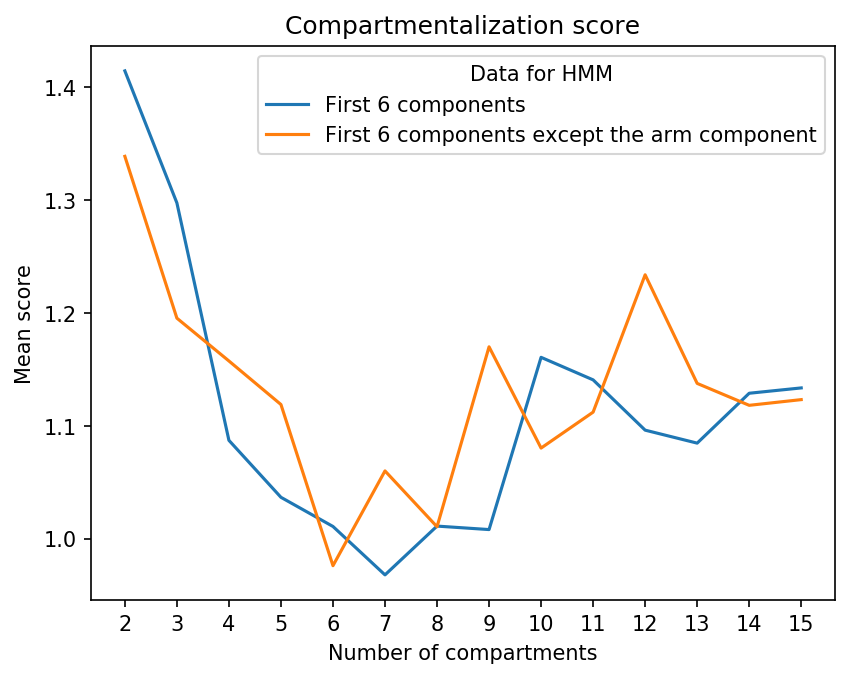 Compartmentalization score
Data for HMM
First 6 components
First 6 components except the arm component
Mean score
1.4
1.3
1.2
1.1
1.0
2 3 4 5 6 7 8 9 10 11 12 13 14 15
Number of compartments